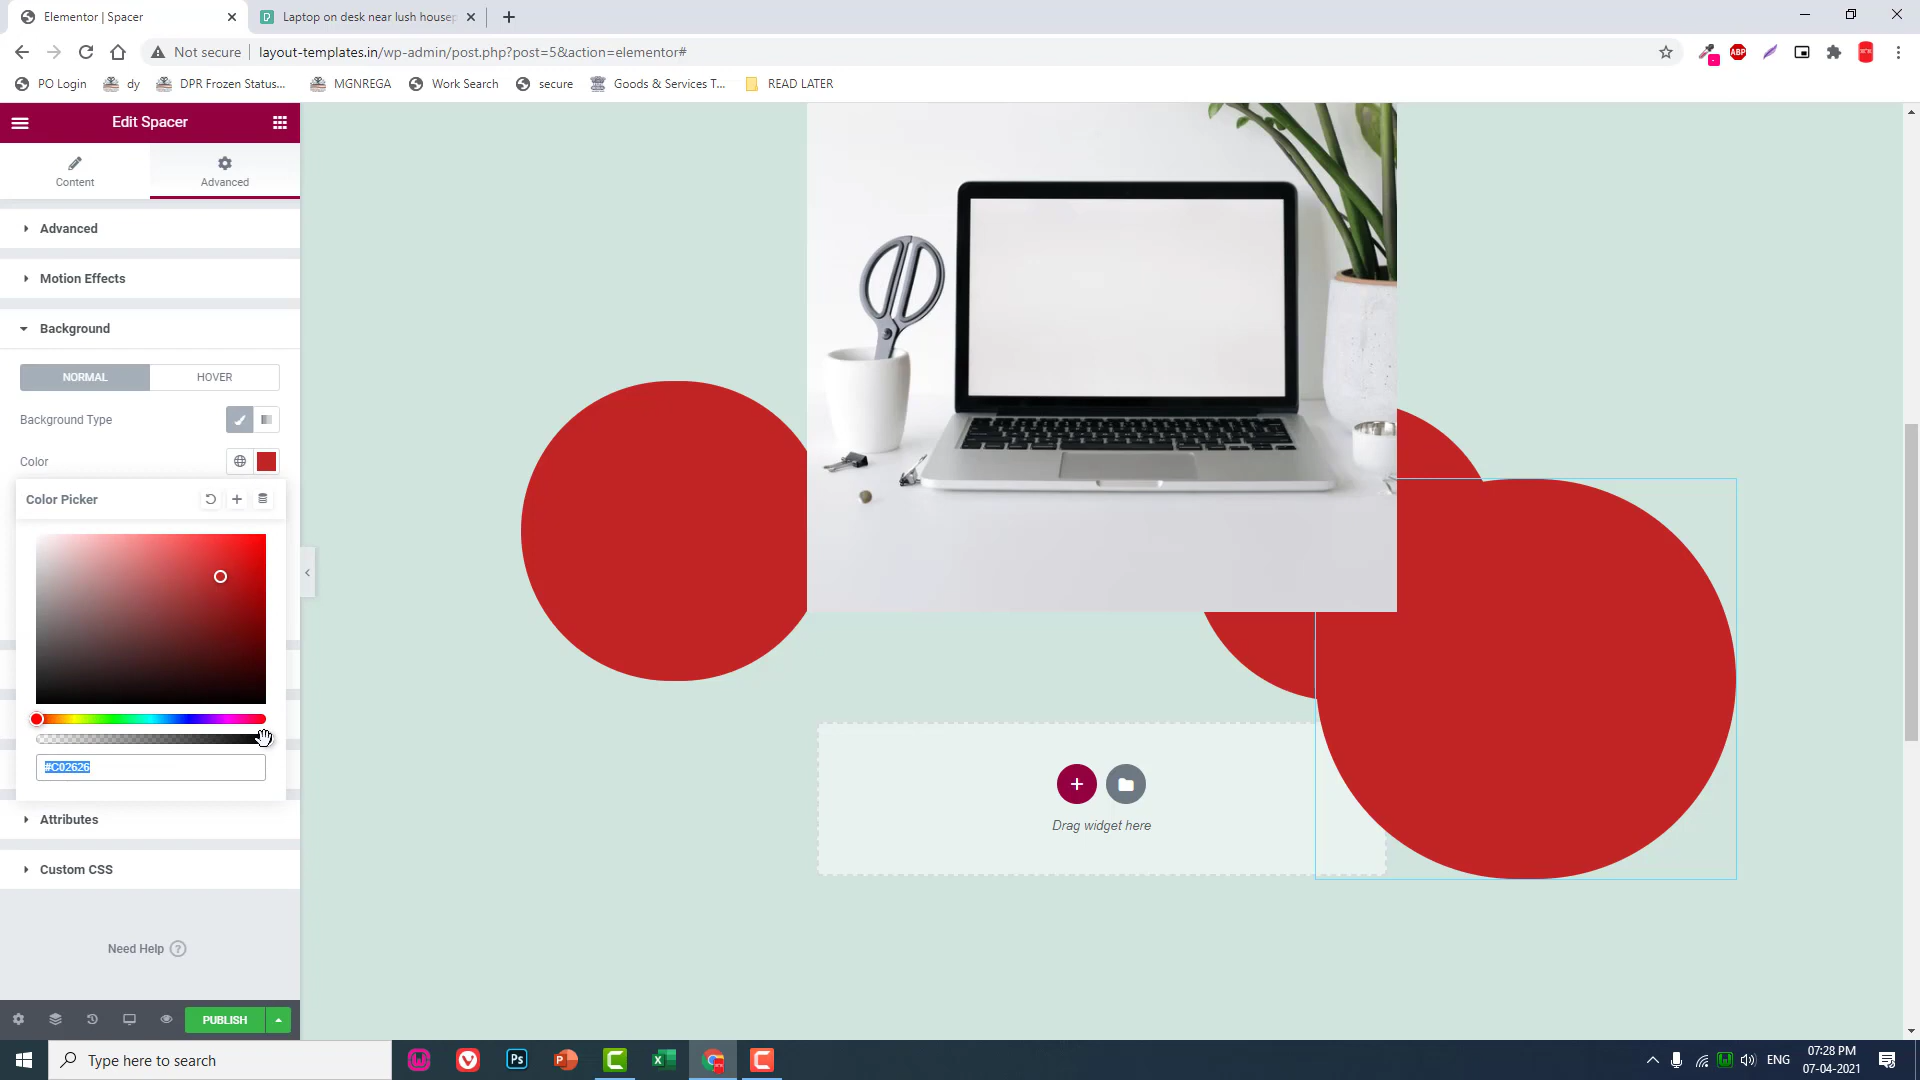 Elementor | Spacer
Laptop on desk near lush housep
Not secure
layout-templates.in/wp-admin/post.php?post=5&action=elementor#
ABP
PO Login
dy
DPR Frozen Status...
MGNREGA
Work Search
secure
Goods & Services T...
READ LATER
Edit Spacer
Content
Advanced
Advanced
Motion Effects
Background
NORMAL
HOVER
Background Type
Color
Color Picker
#C02626
Attributes
Custom CSS
Need Help
Drag widget here
PUBLISH
Type here to search
Ps
ENG
07:28 PM
07-04-2021